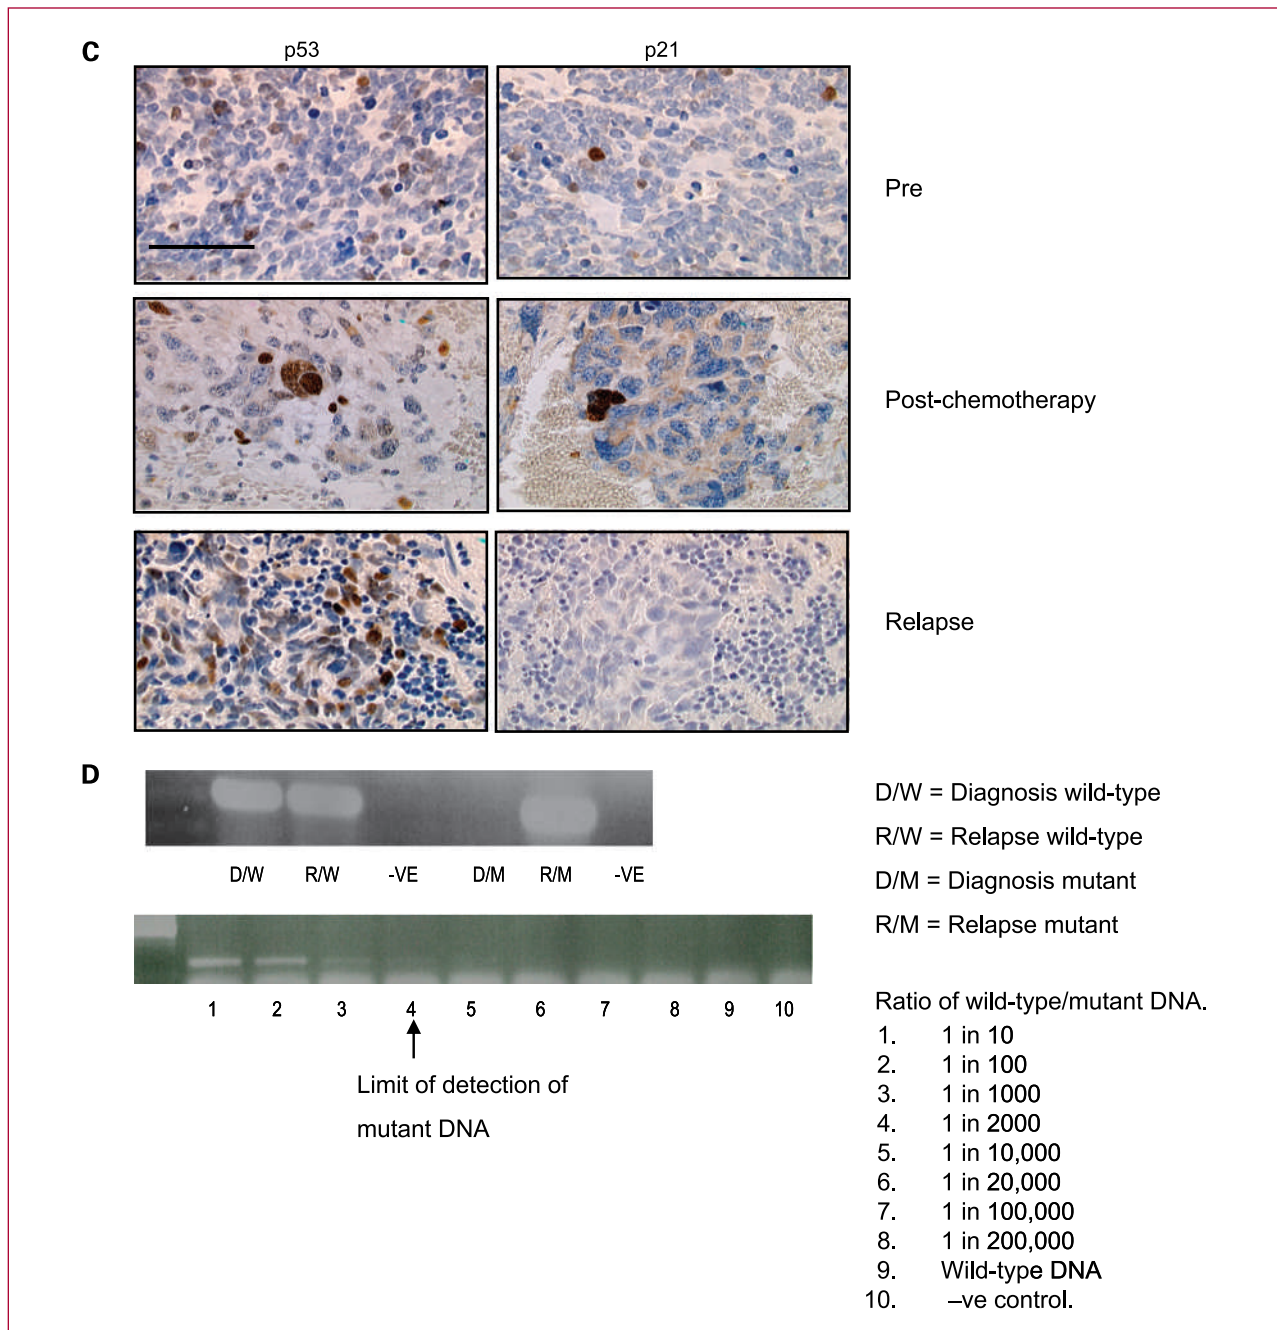 C
p53
p21
Pre
Post-chemotherapy
Relapse
D
D/W
R/W
-VE
D/M
R/M
-VE
D/W = Diagnosis wild-type
R/W = Relapse wild-type
D/M = Diagnosis mutant
R/M = Relapse mutant
1 2 3 4 5 6 7 8 9 10
Limit of detection of
mutant DNA
Ratio of wild-type/mutant DNA.
1. 1 in 10
2. 1 in 100
3. 1 in 1000
4. 1 in 2000
5. 1 in 10,000
6. 1 in 20,000
7. 1 in 100,000
8. 1 in 200,000
9. Wild-type DNA
10. –ve control.